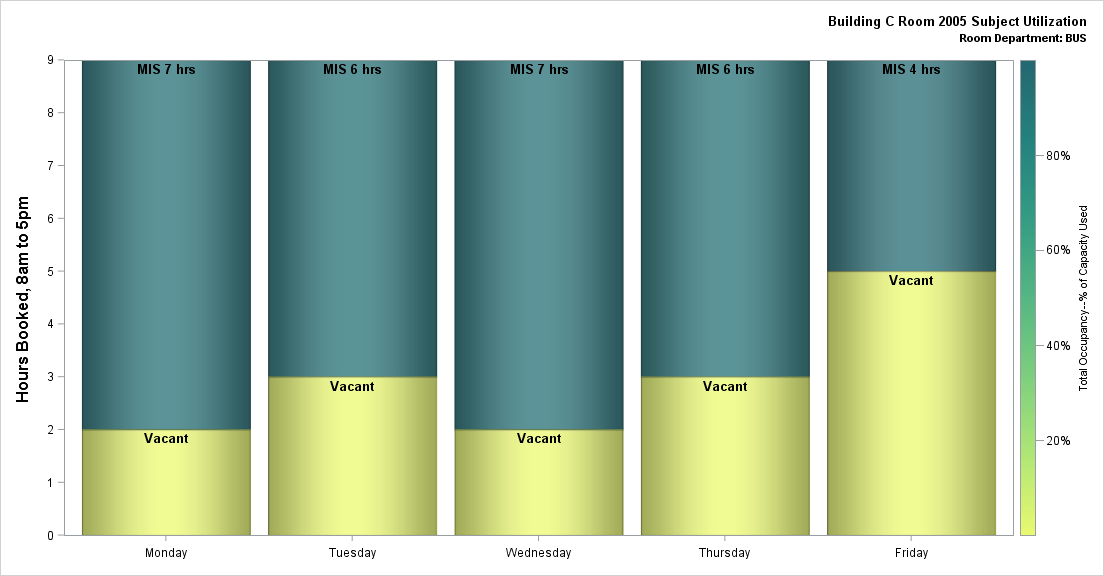 Building C Room 2005 Subject Utilization
Room Department: BUS
Hours Booked, 8am to 5pm
9
8
7
6
5
4
3
2
1
0
MIS 7 hrs
MIS 6 hrs
MIS 7 hrs
MIS 6 hrs
MIS 4 hrs
Vacant
Vacant
Vacant
Vacant
Vacant
Monday
Tuesday
Wednesday
Thursday
Friday
80%
60%
40%
20%
Total Occupancy--% of Capacity Used